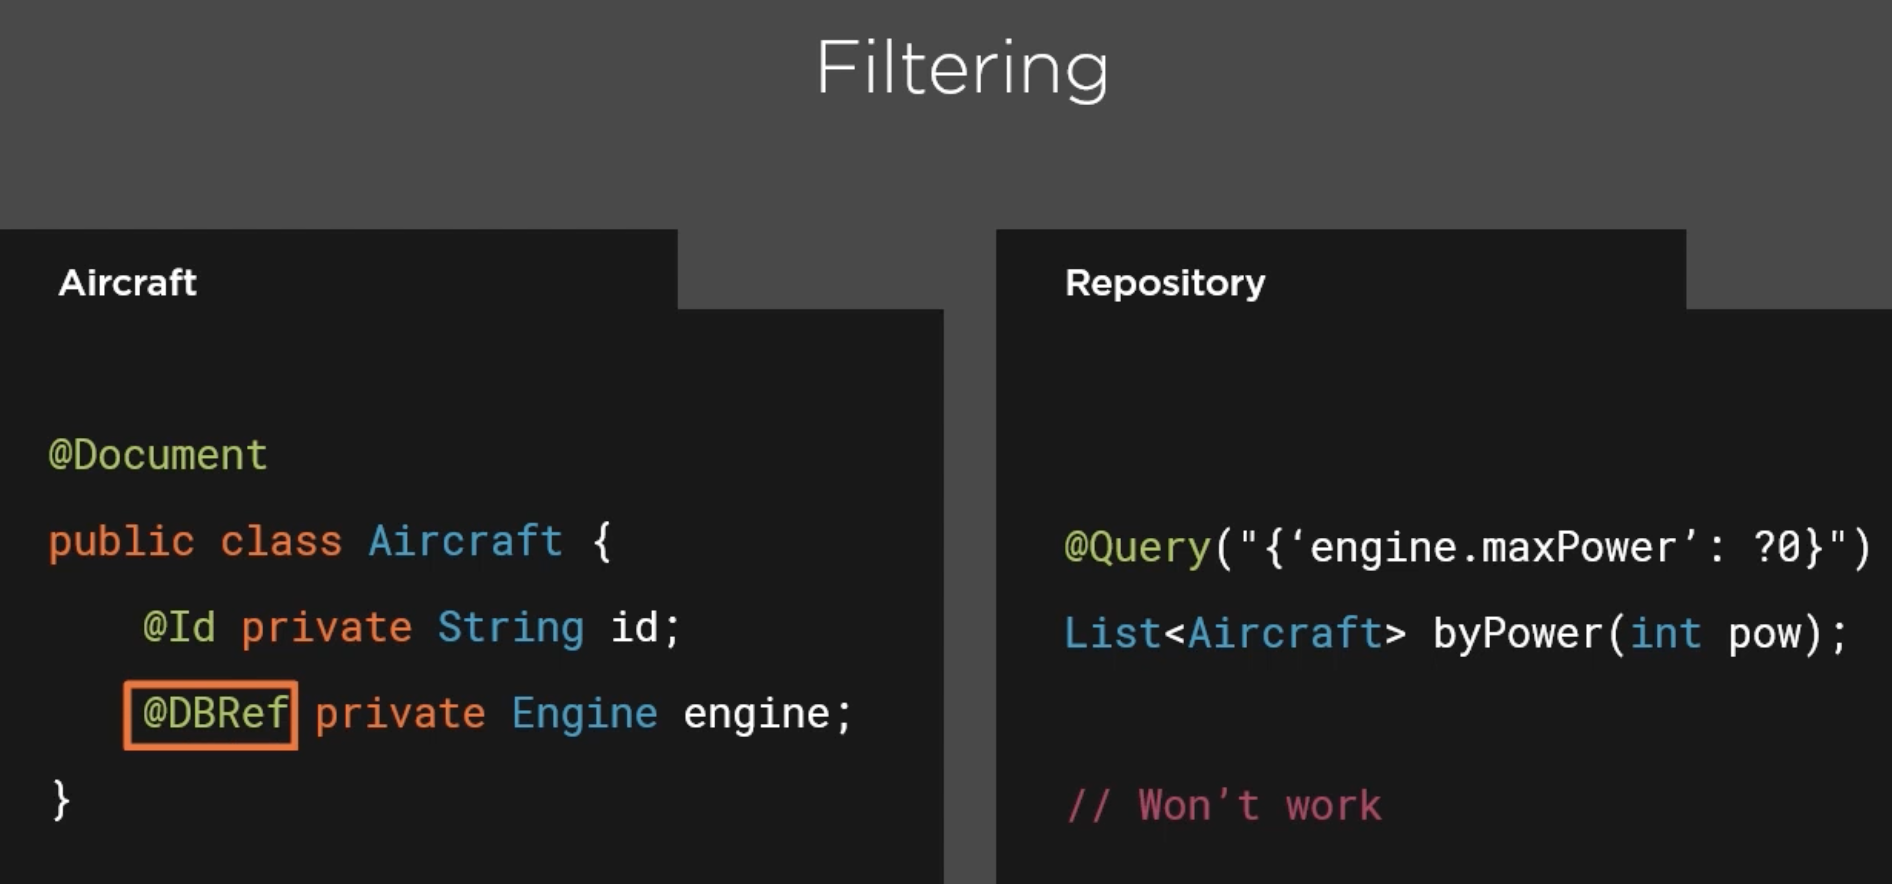 Filtering
Aircraft
@Document
public class Aircraft {
@Id private String id;
@DBRef private Engine engine;
}
Repository
@Query("{‘engine.maxPower’: ?0}")
List<Aircraft> byPower(int pow);
// Won’t work